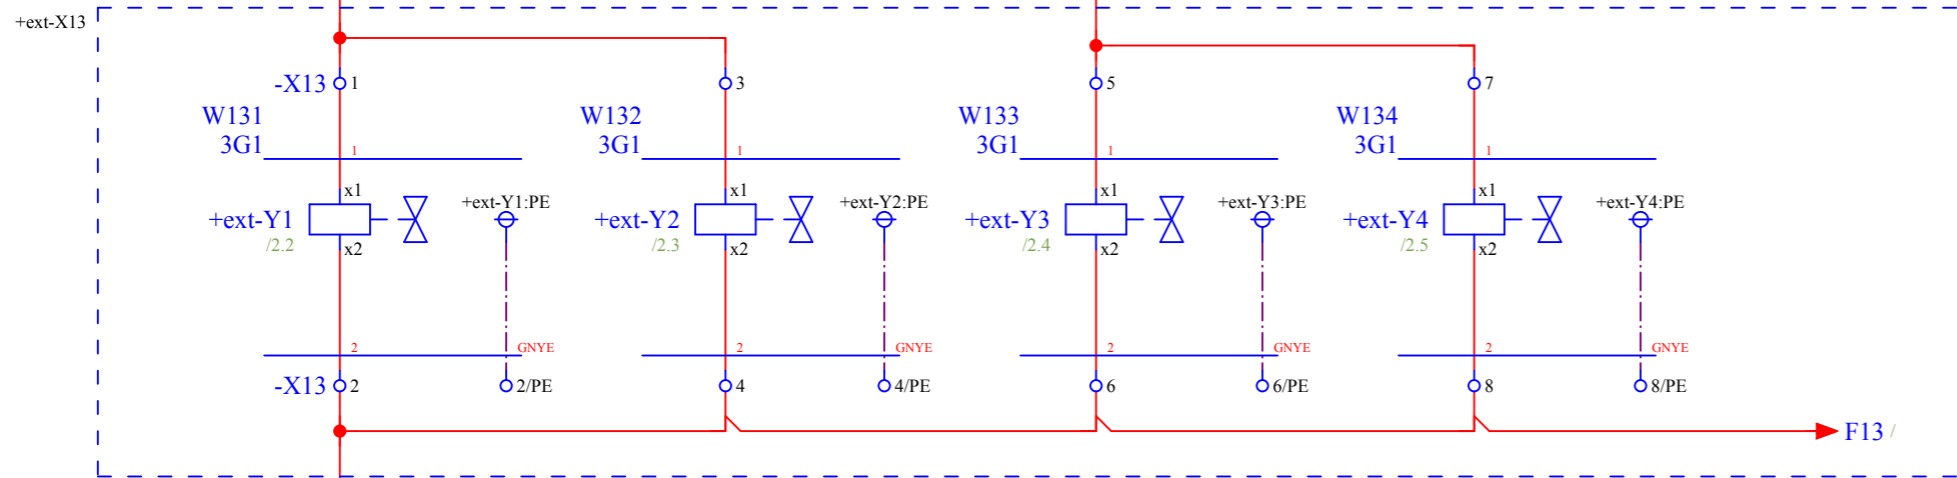 +ext-X13
-X13 1 3 5 7
W131 W132 W133 W134
3G1 3G1 3G1 3G1
1 1 1 1
x1 x1 x1 x1
+ext-Y1 +ext-Y1:PE +ext-Y2 +ext-Y2:PE +ext-Y3 +ext-Y3:PE +ext-Y4 +ext-Y4:PE
/2.2 x2 /2.3 x2 /2.4 x2 /2.5 x2
2 GNYE 2 GNYE 2 GNYE 2 GNYE
-X13 2 2/PE 4 4/PE 6 6/PE 8 8/PE
F13 /